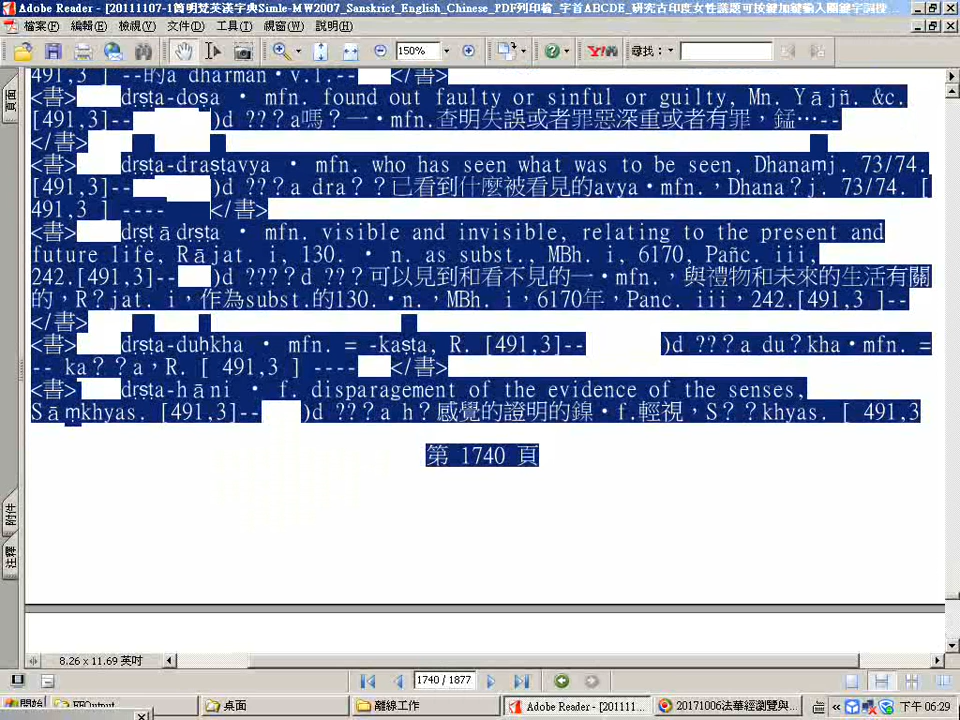 Adobe Reader - [20111107-1簡明梵英漢字典Simle-MW2007_Sanskrict_English_Chinese_PDF列印檔_字首ABCDE_研究古印度女性議題可按鍵加鍵輸入關鍵字詞搜
檔案(F) 編輯(E) 檢視(V) 文件(D) 工具(T) 視窗(W) 說明(H)
150% 尋找：
頁面
491,3 ] --的a dharman‧v.l.-- </書>
<書> dṛṣṭa-doṣa ‧ mfn. found out faulty or sinful or guilty, Mn. Yājñ. &c.
[491,3]-- )d ???a嗎？一‧mfn.查明失誤或者罪惡深重或者有罪，錳…--
</書>
<書> dṛṣṭa-draṣtavya ‧ mfn. who has seen what was to be seen, Dhanaṃj. 73/74.
[491,3]-- )d ???a dra？？已看到什麼被看見的avya‧mfn.，Dhana？j. 73/74. [
491,3 ] ---- </書>
<書> dṛṣtādṛṣta ‧ mfn. visible and invisible, relating to the present and
future life, Rājat. i, 130. ‧ n. as subst., MBh. i, 6170, Pañc. iii,
242.[491,3]-- )d ????d ???可以見到和看不見的一‧mfn.，與禮物和未來的生活有關
的，R？jat. i，作為subst.的130.‧n.，MBh. i，6170年，Panc. iii，242.[491,3 ]--
</書>
<書> dṛṣṭa-duḥkha ‧ mfn. = -kaṣṭa, R. [491,3]-- )d ???a du？kha‧mfn. =
-- ka？？a，R. [ 491,3 ] ---- </書>
<書> dṛṣṭa-hāni ‧ f. disparagement of the evidence of the senses,
Sāṃkhyas. [491,3]-- )d ???a h？感覺的證明的鎳‧f.輕視，S？？khyas. [ 491,3
第 1740 頁
附件
注釋
8.26 x 11.69 英吋
1740 / 1877
開始 FFOutput 桌面 離線工作 Adobe Reader - [201111... 20171006法華經瀏覽與... 下午 06:29